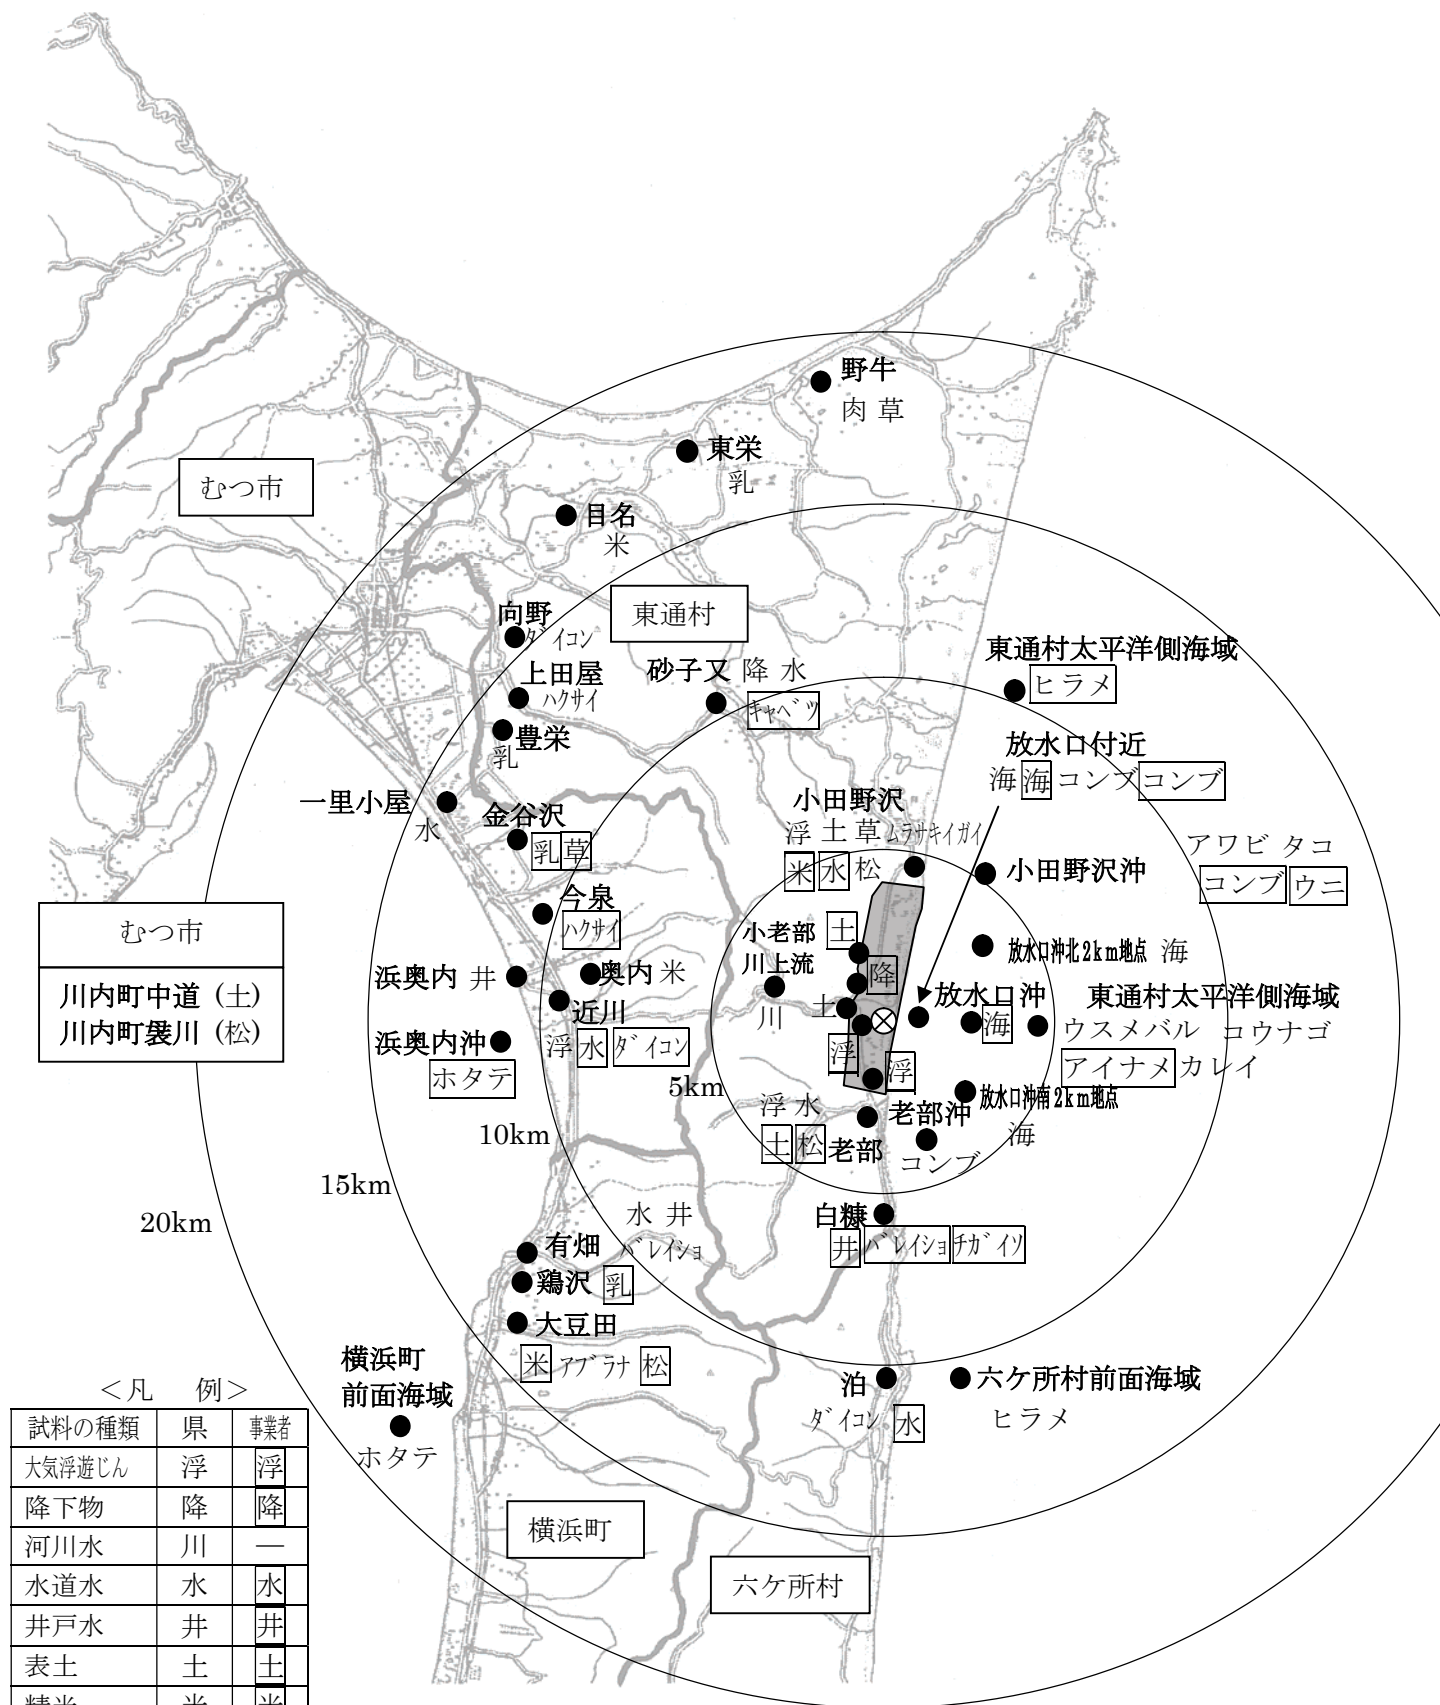 野牛
肉 草
東栄
乳
むつ市
目名
米
向野
ダイコン
東通村
上田屋
ハクサイ
砂子又 降 水
キャベツ
東通村太平洋側海域
ヒラメ
豊栄
乳
放水口付近
海 海 コンブ コンブ
一里小屋
水
金谷沢
乳 草
小田野沢
浮 土 草 ムラサキイガイ
米 水 松
アワビ タコ
コンブ ウニ
小田野沢沖
今泉
ハクサイ
むつ市
川内町中道 (土)
川内町袰川 (松)
小老部
川上流
川
土
降
土
放水口沖北2km地点 海
浜奥内 井
奥内 米
近川
浮 水 ダイコン
放水口沖
海
東通村太平洋側海域
ウスメバル コウナゴ
アイナメ カレイ
浜奥内沖
ホタテ
浮
浮
5km
放水口沖南2km地点
海
浮 水
土 松 老部
老部沖
コンブ
10km
15km
20km
白糠
井 バレイショ チガイソ
水 井
バレイショ
有畑
鶏沢 乳
大豆田
米 アブラナ 松
横浜町
前面海域
ホタテ
泊
ダイコン 水
六ケ所村前面海域
ヒラメ
横浜町
六ケ所村
＜凡 例＞
試料の種類 県 事業者
大気浮遊じん 浮 浮
降下物 降 降
河川水 川 ―
水道水 水 水
井戸水 井 井
表土 土 土
精米 米 米